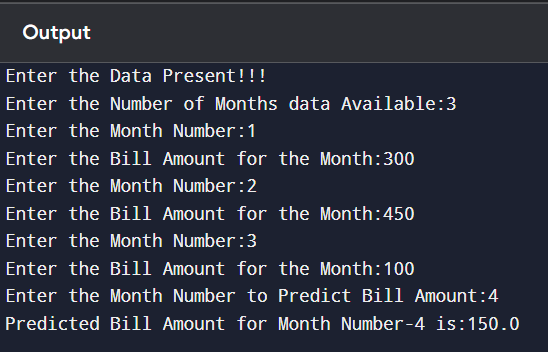 Output
Enter the Data Present!!!
Enter the Number of Months data Available:3
Enter the Month Number:1
Enter the Bill Amount for the Month:300
Enter the Month Number:2
Enter the Bill Amount for the Month:450
Enter the Month Number:3
Enter the Bill Amount for the Month:100
Enter the Month Number to Predict Bill Amount:4
Predicted Bill Amount for Month Number-4 is:150.0